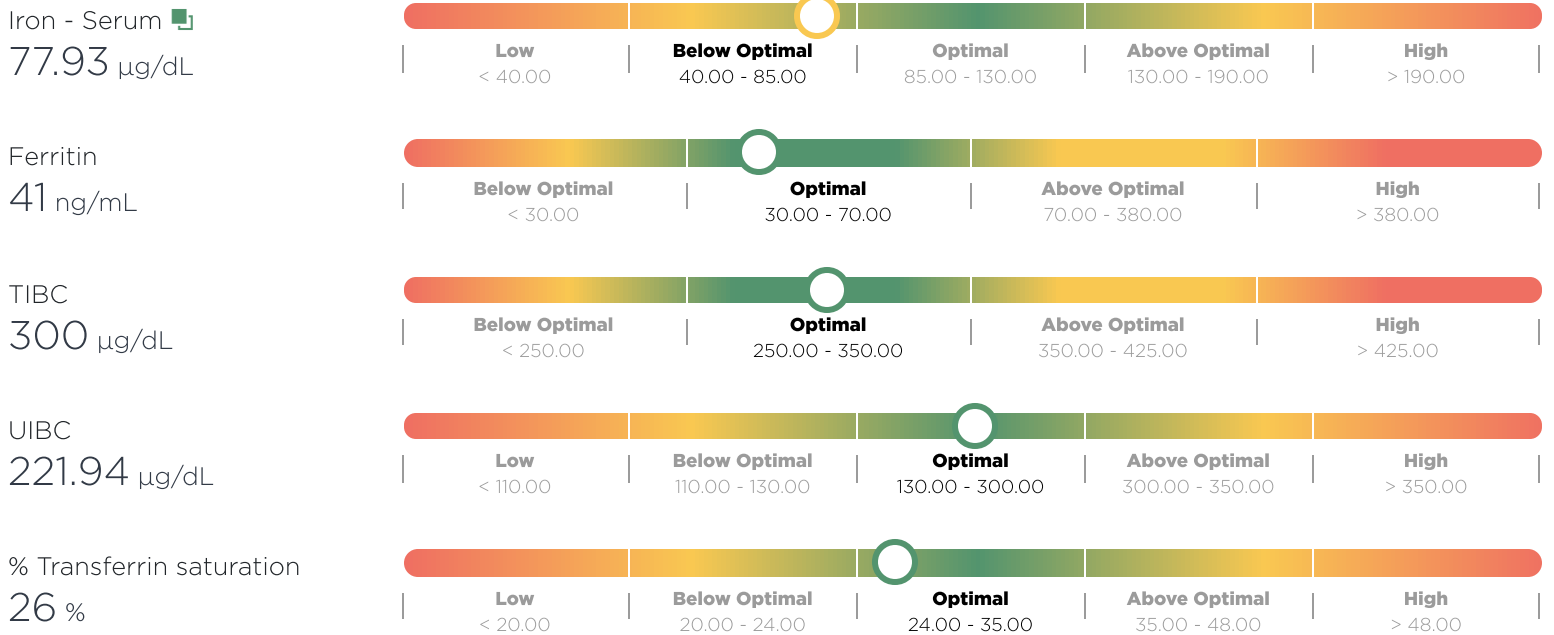 Iron - Serum
77.93 µg/dL
Low Below Optimal Optimal Above Optimal High
< 40.00 40.00 - 85.00 85.00 - 130.00 130.00 - 190.00 > 190.00
Ferritin
41 ng/mL
Below Optimal Optimal Above Optimal High
< 30.00 30.00 - 70.00 70.00 - 380.00 > 380.00
TIBC
300 µg/dL
Below Optimal Optimal Above Optimal High
< 250.00 250.00 - 350.00 350.00 - 425.00 > 425.00
UIBC
221.94 µg/dL
Low Below Optimal Optimal Above Optimal High
< 110.00 110.00 - 130.00 130.00 - 300.00 300.00 - 350.00 > 350.00
% Transferrin saturation
26 %
Low Below Optimal Optimal Above Optimal High
< 20.00 20.00 - 24.00 24.00 - 35.00 35.00 - 48.00 > 48.00